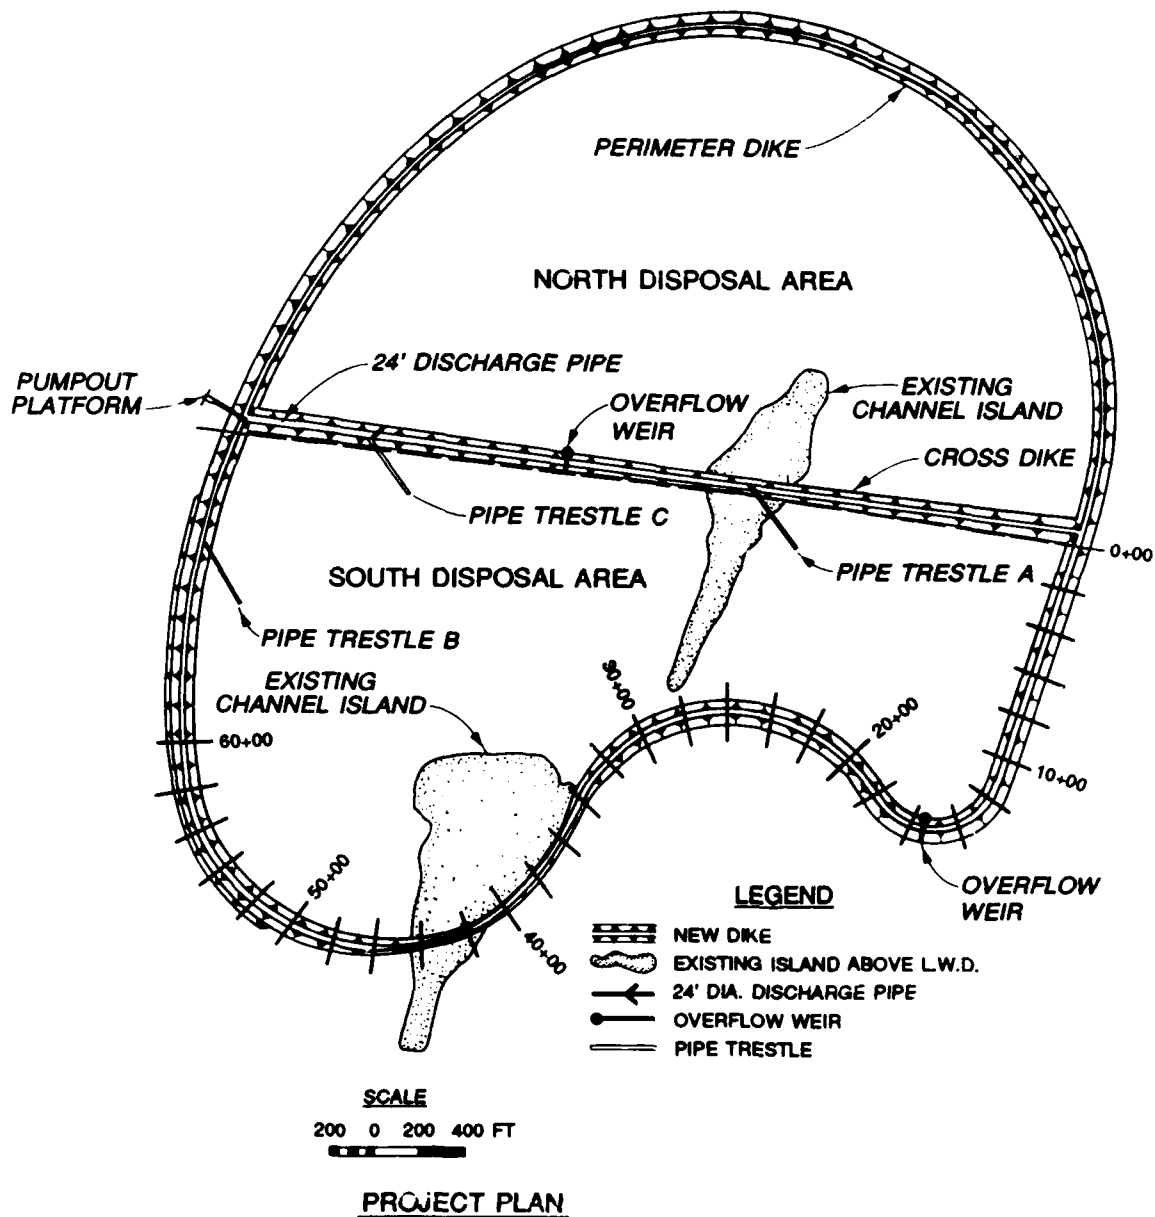 PERIMETER DIKE
NORTH DISPOSAL AREA
24' DISCHARGE PIPE
PUMPOUT
PLATFORM
OVERFLOW
WEIR
EXISTING
CHANNEL ISLAND
CROSS DIKE
PIPE TRESTLE C
0+00
SOUTH DISPOSAL AREA
PIPE TRESTLE A
PIPE TRESTLE B
EXISTING
CHANNEL ISLAND
30+00
20+00
60+00
10+00
50+00
40+00
OVERFLOW
WEIR
LEGEND
NEW DIKE
EXISTING ISLAND ABOVE L.W.D.
24' DIA. DISCHARGE PIPE
OVERFLOW WEIR
PIPE TRESTLE
SCALE
200 0 200 400 FT
PROJECT PLAN